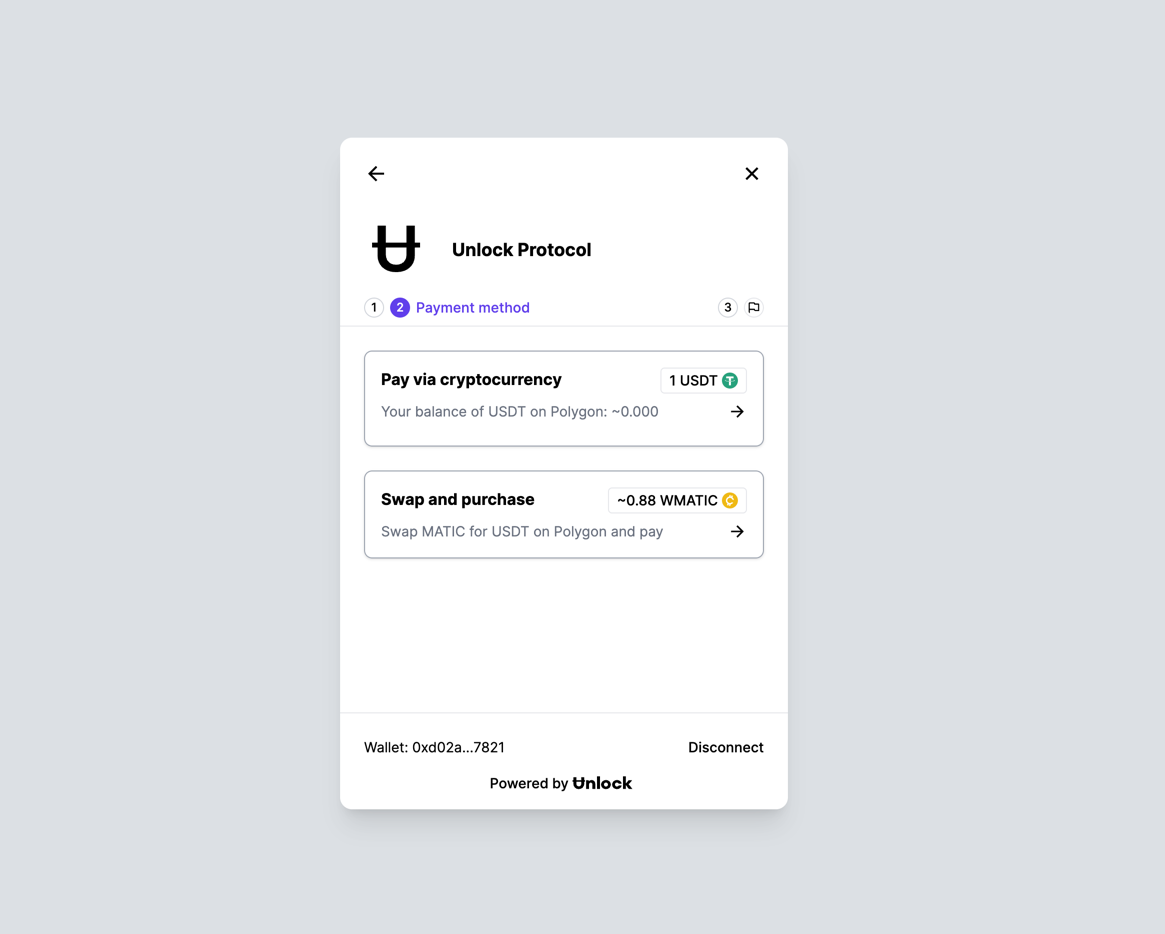 Unlock Protocol
1 2 Payment method 3
Pay via cryptocurrency 1 USDT
Your balance of USDT on Polygon: ~0.000
Swap and purchase ~0.88 WMATIC
Swap MATIC for USDT on Polygon and pay
Wallet: 0xd02a...7821 Disconnect
Powered by Unlock